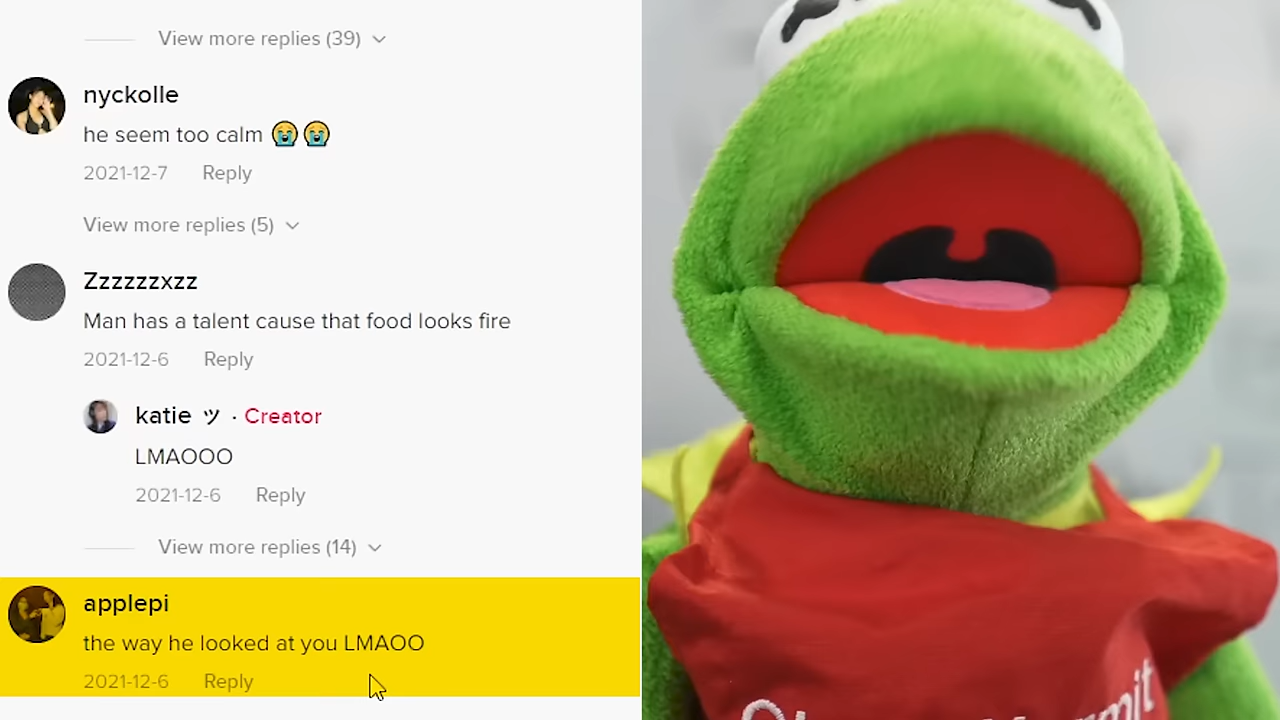 View more replies (39)
nyckolle
he seem too calm 😭😭
2021-12-7 Reply
View more replies (5)
Zzzzzzxzz
Man has a talent cause that food looks fire
2021-12-6 Reply
katie ツ · Creator
LMAOOO
2021-12-6 Reply
View more replies (14)
applepi
the way he looked at you LMAOO
2021-12-6 Reply